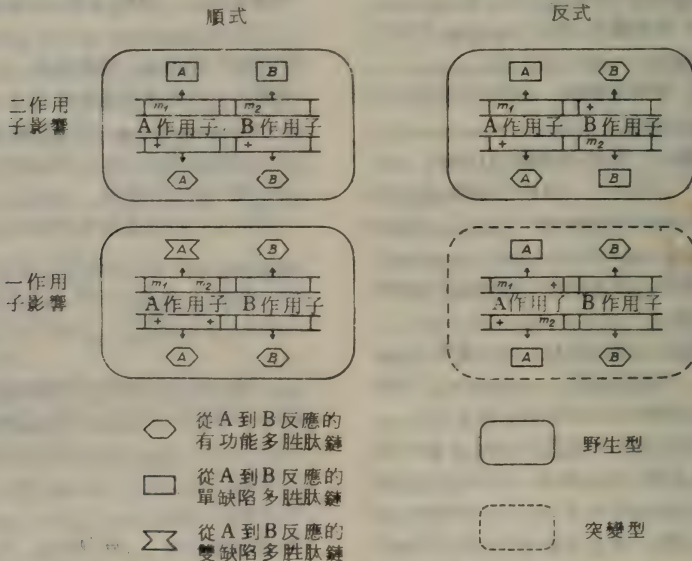 順式
反式
二作用
子影響
A B
m₁ m₂
A作用子 B作用子
+ +
A B
A B
m₁ +
A作用子 B作用子
+ m₂
A B
一作用
子影響
A B
m₁ m₂
A作用子 B作用子
+ +
A B
A B
m₁ +
A作用子 B作用子
+ m₂
A B
從A到B反應的
有功能多胜肽鏈
從A到B反應的
單缺陷多胜肽鏈
從A到B反應的
雙缺陷多胜肽鏈
野生型
突變型